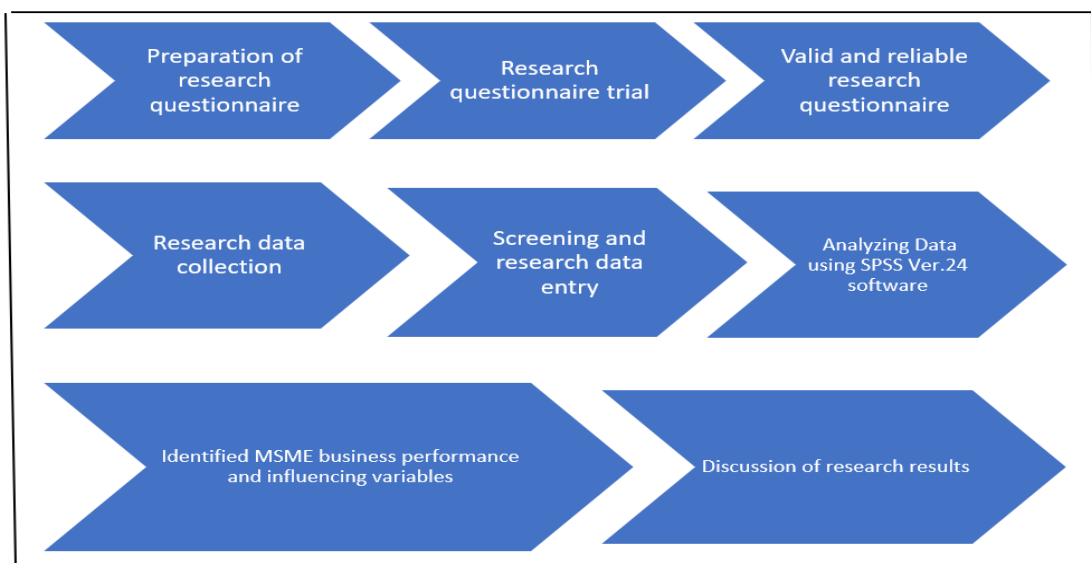 Preparation of
research
questionnaire
Research
questionnaire trial
Valid and reliable
research
questionnaire
Research data
collection
Screening and
research data
entry
Analyzing Data
using SPSS Ver.24
software
Identified MSME business performance
and influencing variables
Discussion of research results